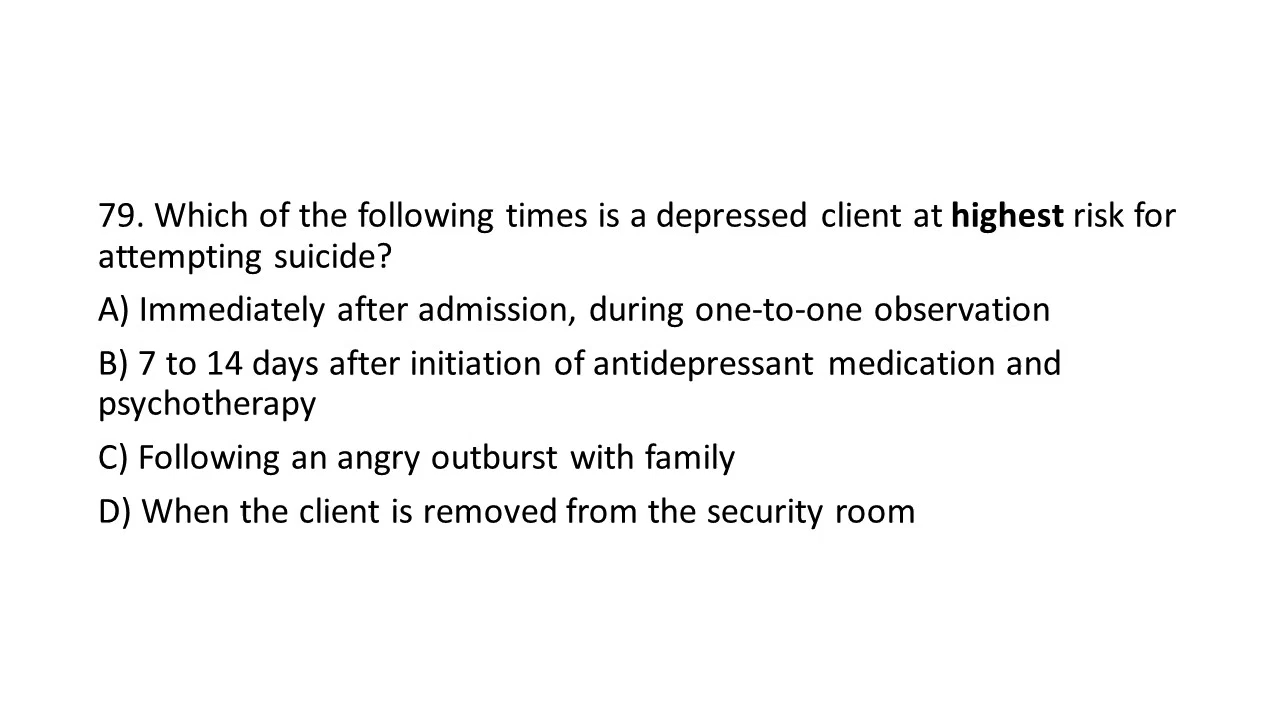 79. Which of the following times is a depressed client at highest risk for
attempting suicide?
A) Immediately after admission, during one-to-one observation
B) 7 to 14 days after initiation of antidepressant medication and
psychotherapy
C) Following an angry outburst with family
D) When the client is removed from the security room